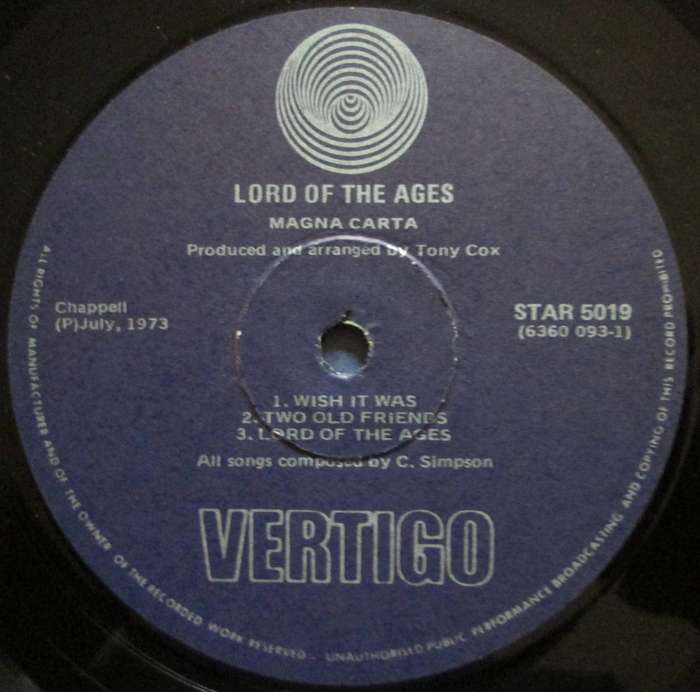 LORD OF THE AGES
MAGNA CARTA
Produced and arranged by Tony Cox
Chappell
(P)July, 1973
STAR 5019
(6360 093-1)
1. WISH IT WAS
2. TWO OLD FRIENDS
3. LORD OF THE AGES
All songs composed by C. Simpson
VERTIGO
ALL RIGHTS OF MANUFACTURER AND OF THE OWNER OF THE RECORDED WORK RESERVED – UNAUTHORISED PUBLIC PERFORMANCE BROADCASTING AND COPYING OF THIS RECORD PROHIBITED